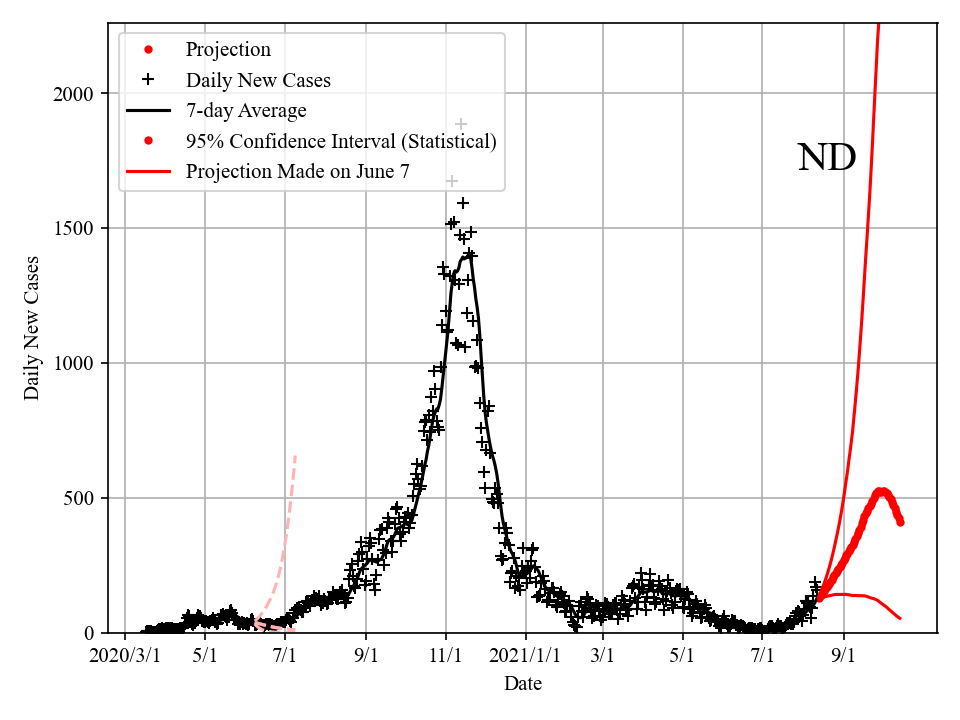 Projection
Daily New Cases
7-day Average
95% Confidence Interval (Statistical)
Projection Made on June 7
ND
2000
1500
1000
500
0
Daily New Cases
2020/3/1 5/1 7/1 9/1 11/1 2021/1/1 3/1 5/1 7/1 9/1
Date